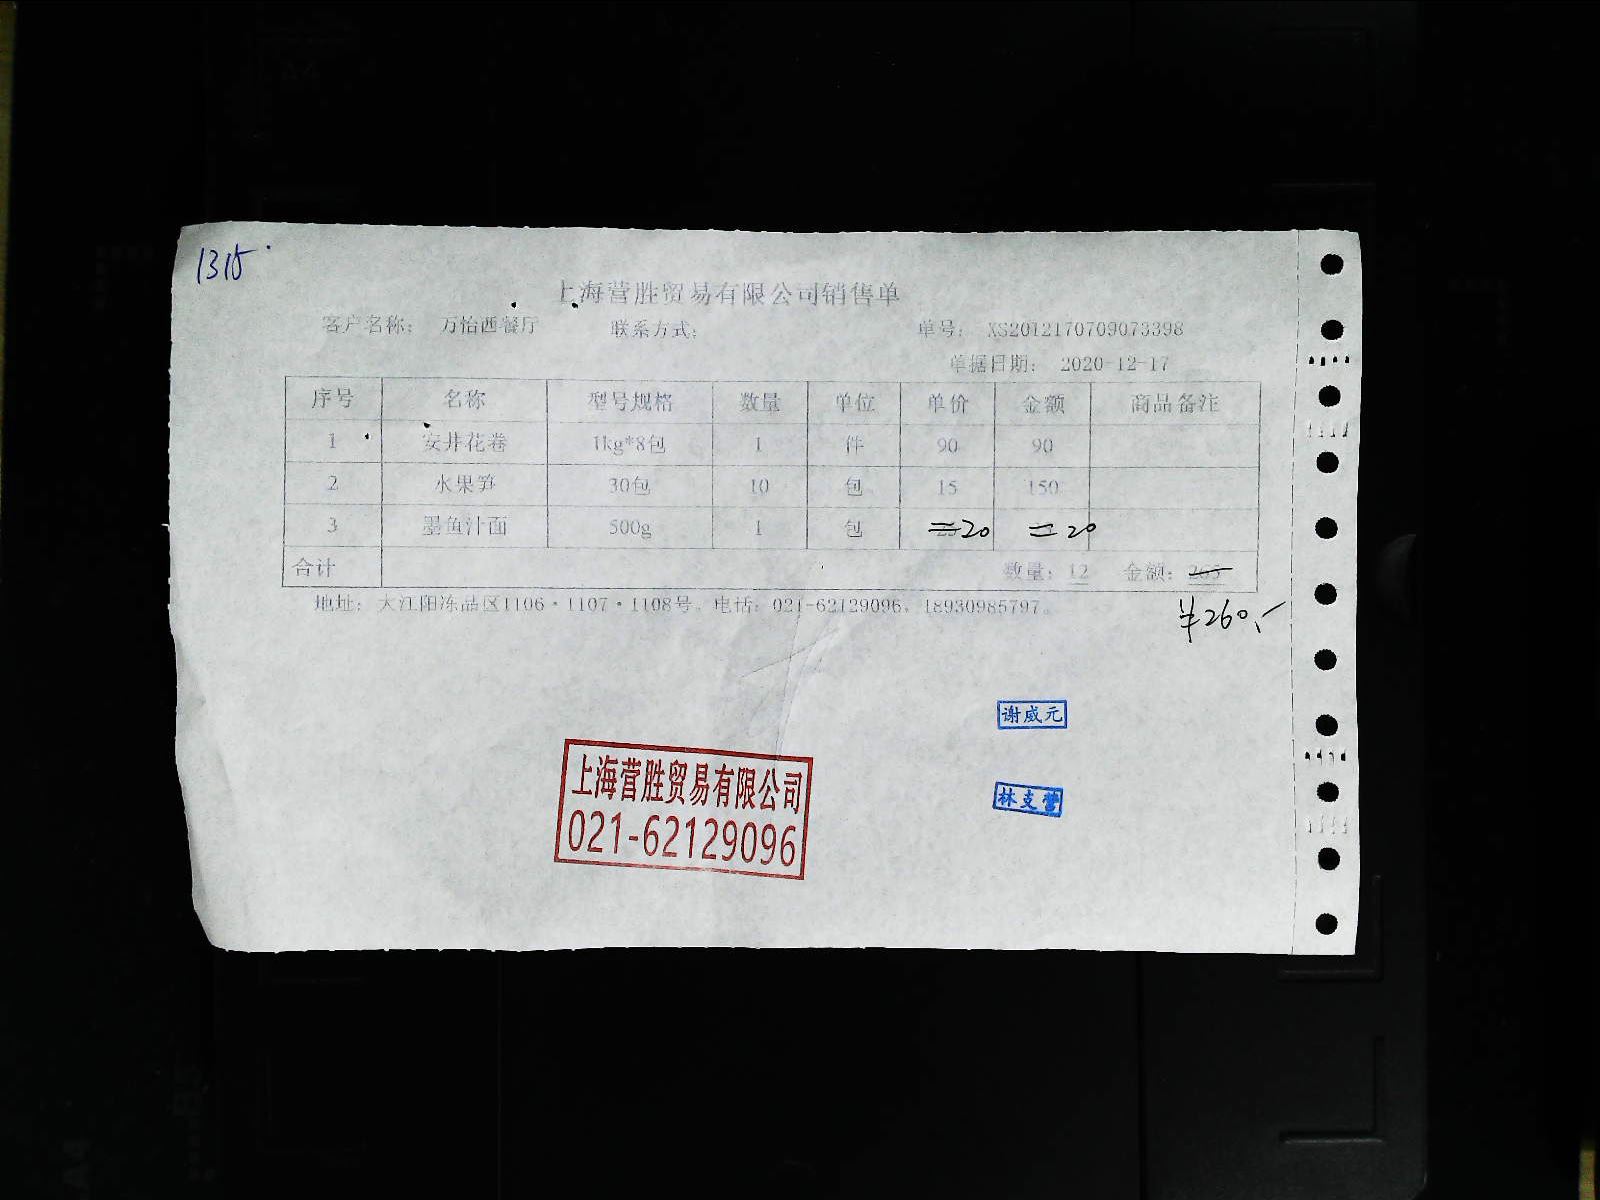 1315
上海营胜贸易有限公司销售单
客户名称： 万怡西餐厅 联系方式： 单号： XS2012170709073398
单据日期： 2020-12-17
序号 名称 型号规格 数量 单位 单价 金额 商品备注
1 安井花卷 1kg*8包 1 件 90 90
2 水果笋 30包 10 包 15 150
3 墨鱼汁面 500g 1 包 20 20
合计 数量：12 金额：265
地址：大江阳冻品区1106·1107·1108号。电话：021-62129096，18930985797。
¥260.-
谢威元
上海营胜贸易有限公司
021-62129096
林支营